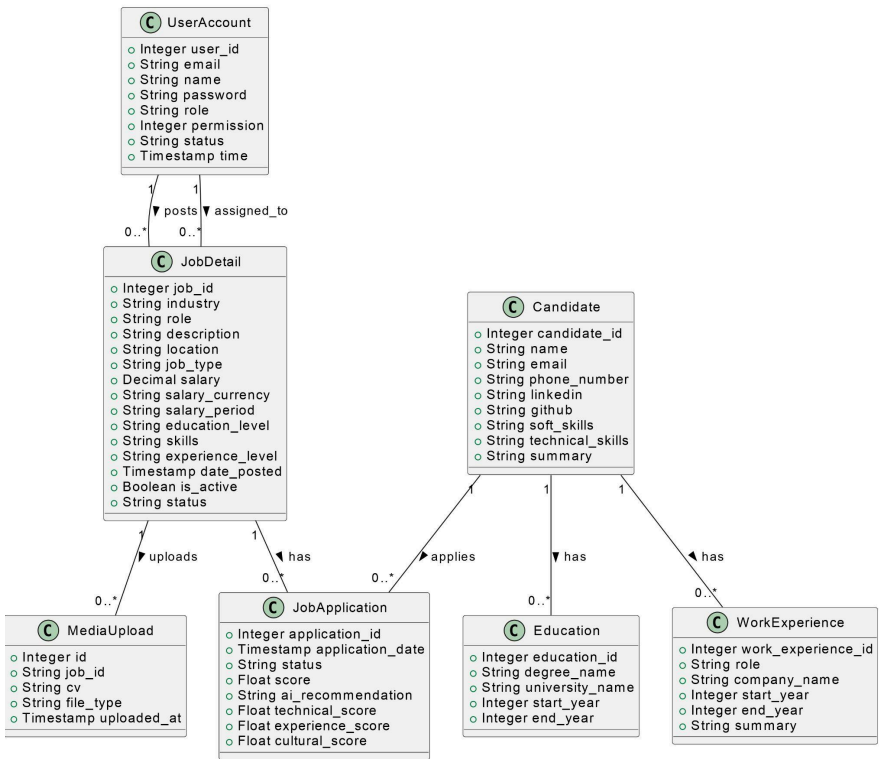 C UserAccount
Integer user_id
String email
String name
String password
String role
Integer permission
String status
Timestamp time
1 1
posts assigned_to
0..* 0..*
C JobDetail
Integer job_id
String industry
String role
String description
String location
String job_type
Decimal salary
String salary_currency
String salary_period
String education_level
String skills
String experience_level
Timestamp date_posted
Boolean is_active
String status
C Candidate
Integer candidate_id
String name
String email
String phone_number
String linkedin
String github
String soft_skills
String technical_skills
String summary
1 1 1 1 1
uploads has applies has has
0..* 0..* 0..* 0..* 0..*
C MediaUpload
Integer id
String job_id
String cv
String file_type
Timestamp uploaded_at
C JobApplication
Integer application_id
Timestamp application_date
String status
Float score
String ai_recommendation
Float technical_score
Float experience_score
Float cultural_score
C Education
Integer education_id
String degree_name
String university_name
Integer start_year
Integer end_year
C WorkExperience
Integer work_experience_id
String role
String company_name
Integer start_year
Integer end_year
String summary